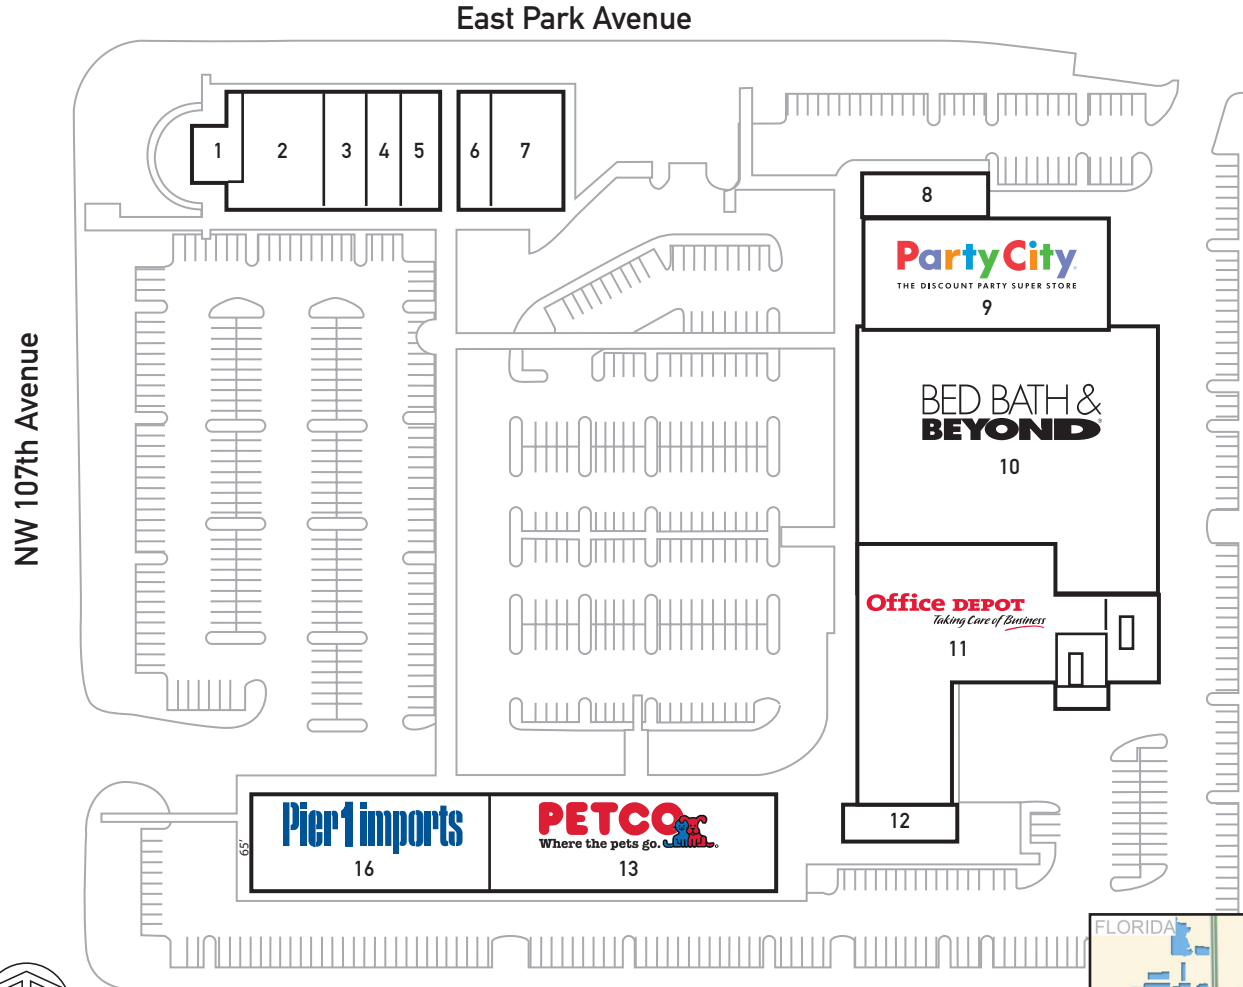 East Park Avenue
NW 107th Avenue
1
2
3
4
5
6
7
8
Party City
THE DISCOUNT PARTY SUPER STORE
9
BED BATH &
BEYOND
10
Office DEPOT
Taking Care of Business
11
12
Pier 1 imports
16
65'
PETCO
Where the pets go.
13
FLORIDA